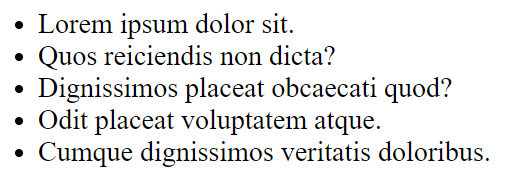 • Lorem ipsum dolor sit.
• Quos reiciendis non dicta?
• Dignissimos placeat obcaecati quod?
• Odit placeat voluptatem atque.
• Cumque dignissimos veritatis doloribus.